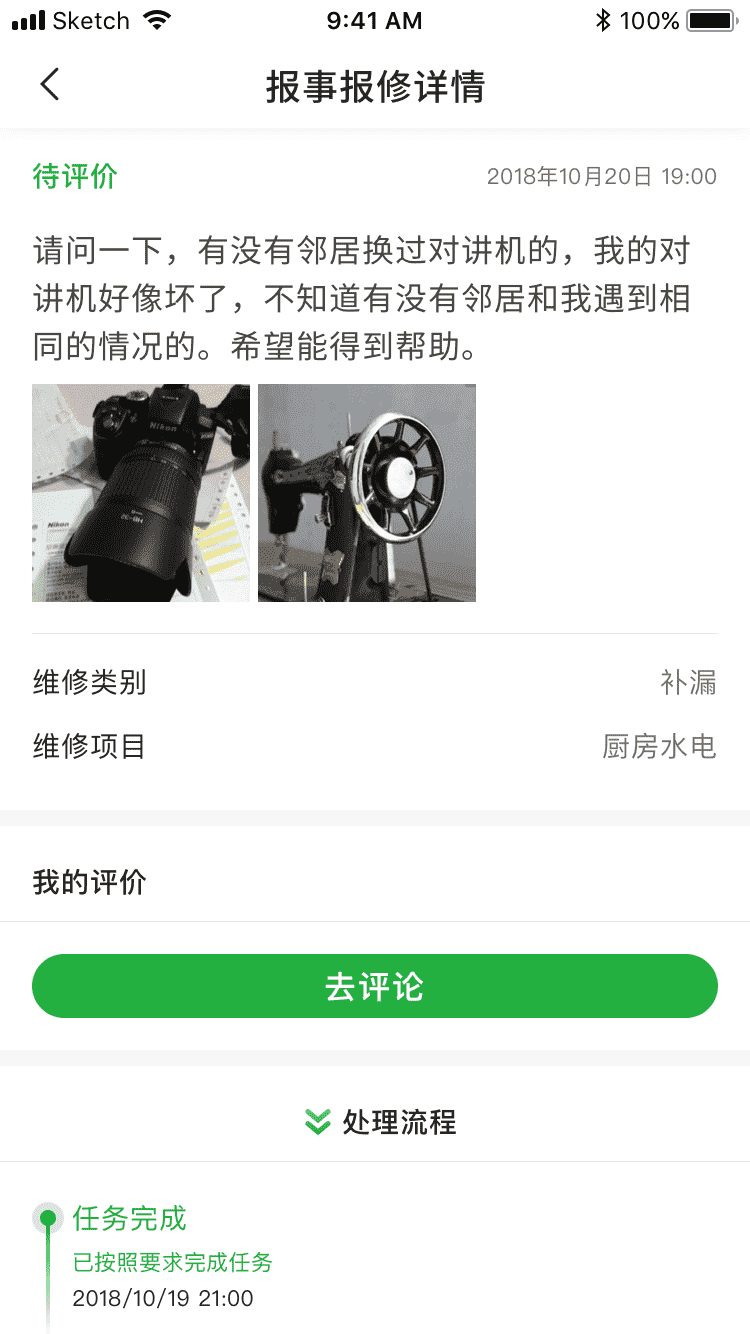 Sketch 9:41 AM 100%
报事报修详情
待评价 2018年10月20日 19:00
请问一下，有没有邻居换过对讲机的，我的对
讲机好像坏了，不知道有没有邻居和我遇到相
同的情况的。希望能得到帮助。
Nikon
HB-32
Nikon
维修类别 补漏
维修项目 厨房水电
我的评价
去评论
处理流程
任务完成
已按照要求完成任务
2018/10/19 21:00